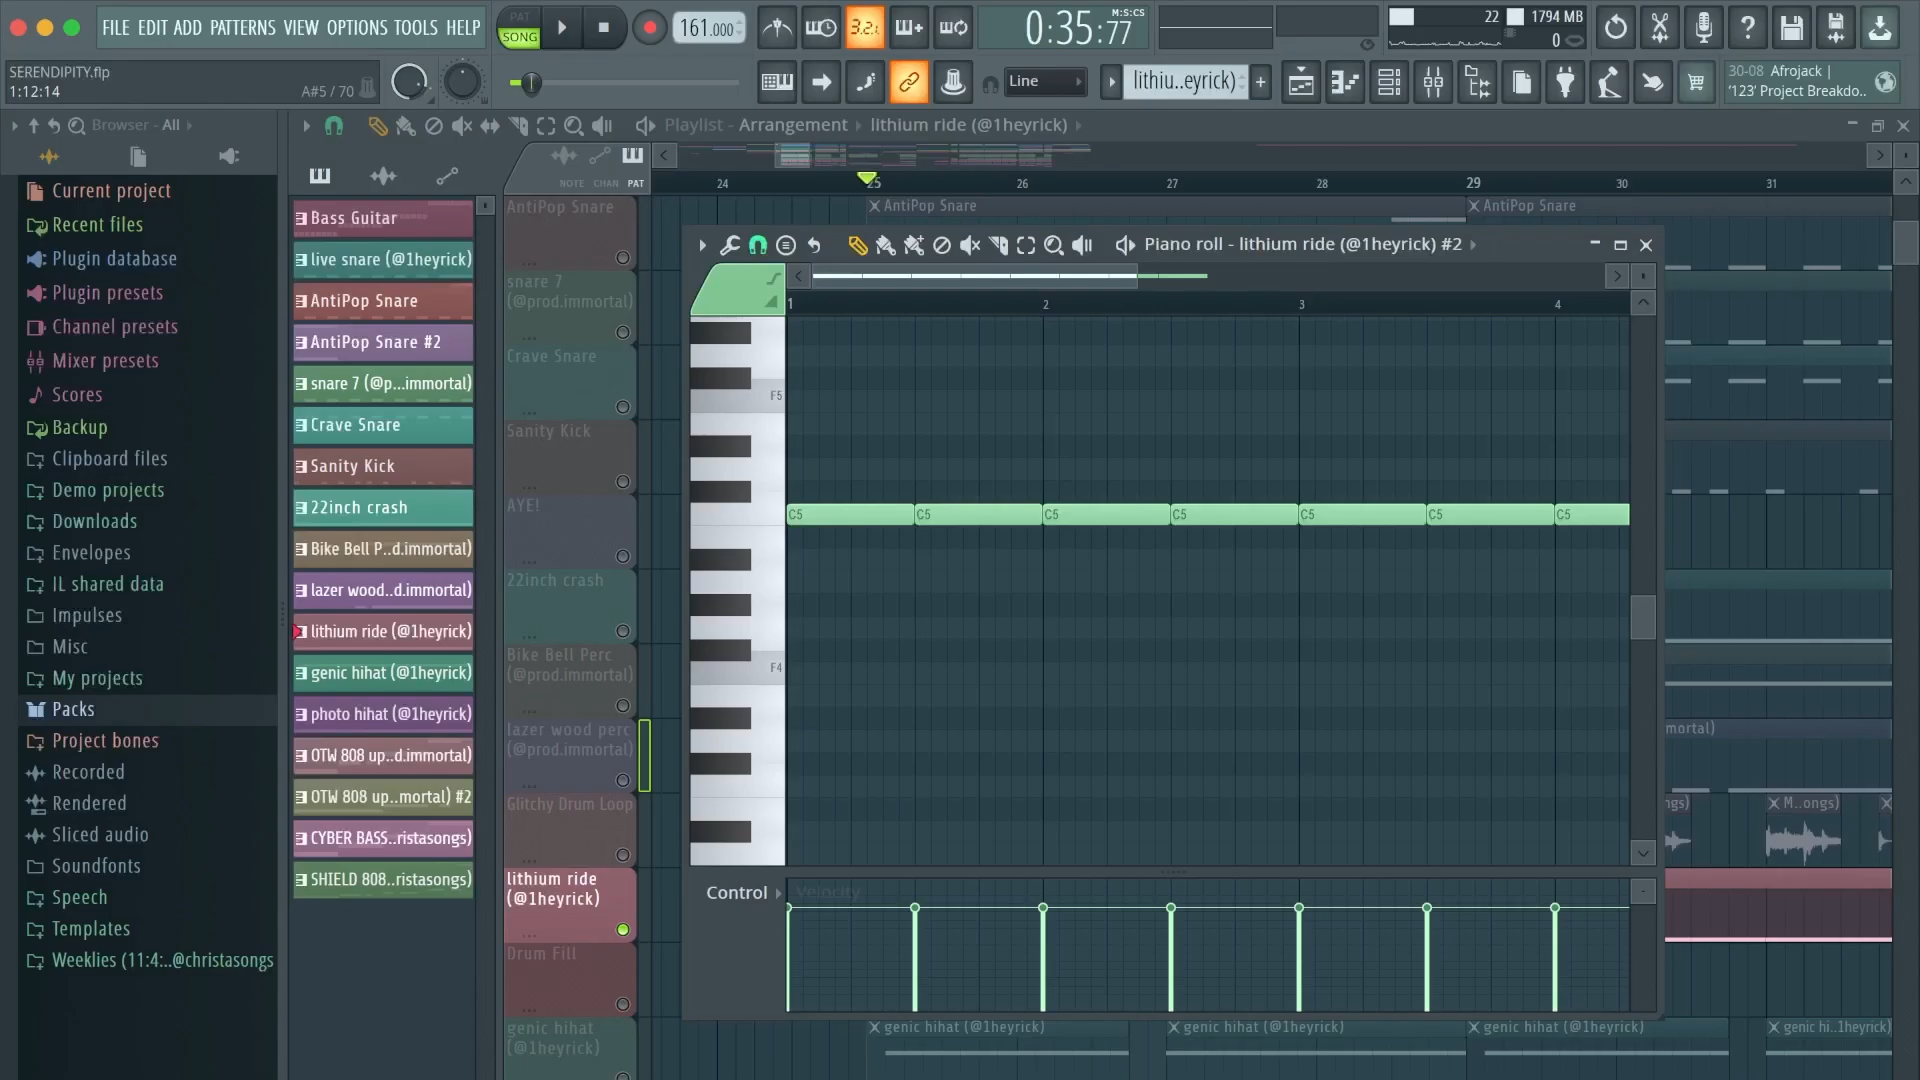 FILE EDIT ADD PATTERNS VIEW OPTIONS TOOLS HELP
PAT
SONG
161.000
3.2.
0:35:77
M:S:CS
22
1794 MB
0
SERENDIPITY.flp
1:12:14
A#5 / 70
Line
lithiu..eyrick)
30-08 Afrojack |
'123' Project Breakdo..
Browser - All
Playlist - Arrangement
lithium ride (@1heyrick)
NOTE CHAN PAT
24 25 26 27 28 29 30 31
Current project
Recent files
Plugin database
Plugin presets
Channel presets
Mixer presets
Scores
Backup
Clipboard files
Demo projects
Downloads
Envelopes
IL shared data
Impulses
Misc
My projects
Packs
Project bones
Recorded
Rendered
Sliced audio
Soundfonts
Speech
Templates
Weeklies (11:4:..@christasongs
Bass Guitar
live snare (@1heyrick)
AntiPop Snare
AntiPop Snare #2
snare 7 (@p...immortal)
Crave Snare
Sanity Kick
22inch crash
Bike Bell P..d.immortal)
lazer wood..d.immortal)
lithium ride (@1heyrick)
genic hihat (@1heyrick)
photo hihat (@1heyrick)
OTW 808 up..d.immortal)
OTW 808 up..mortal) #2
CYBER BASS..ristasongs)
SHIELD 808..ristasongs)
AntiPop Snare
snare 7
(@prod.immortal)
Crave Snare
Sanity Kick
AYE!
22inch crash
Bike Bell Perc
(@prod.immortal)
lazer wood perc
(@prod.immortal)
Glitchy Drum Loop
lithium ride
(@1heyrick)
Drum Fill
genic hihat
(@1heyrick)
AntiPop Snare
AntiPop Snare
Piano roll - lithium ride (@1heyrick) #2
1 2 3 4
F5
C5 C5 C5 C5 C5 C5 C5
F4
Control
Velocity
mortal)
ngs)
M..ongs)
genic hihat (@1heyrick)
genic hihat (@1heyrick)
genic hihat (@1heyrick)
genic hi..1heyrick)